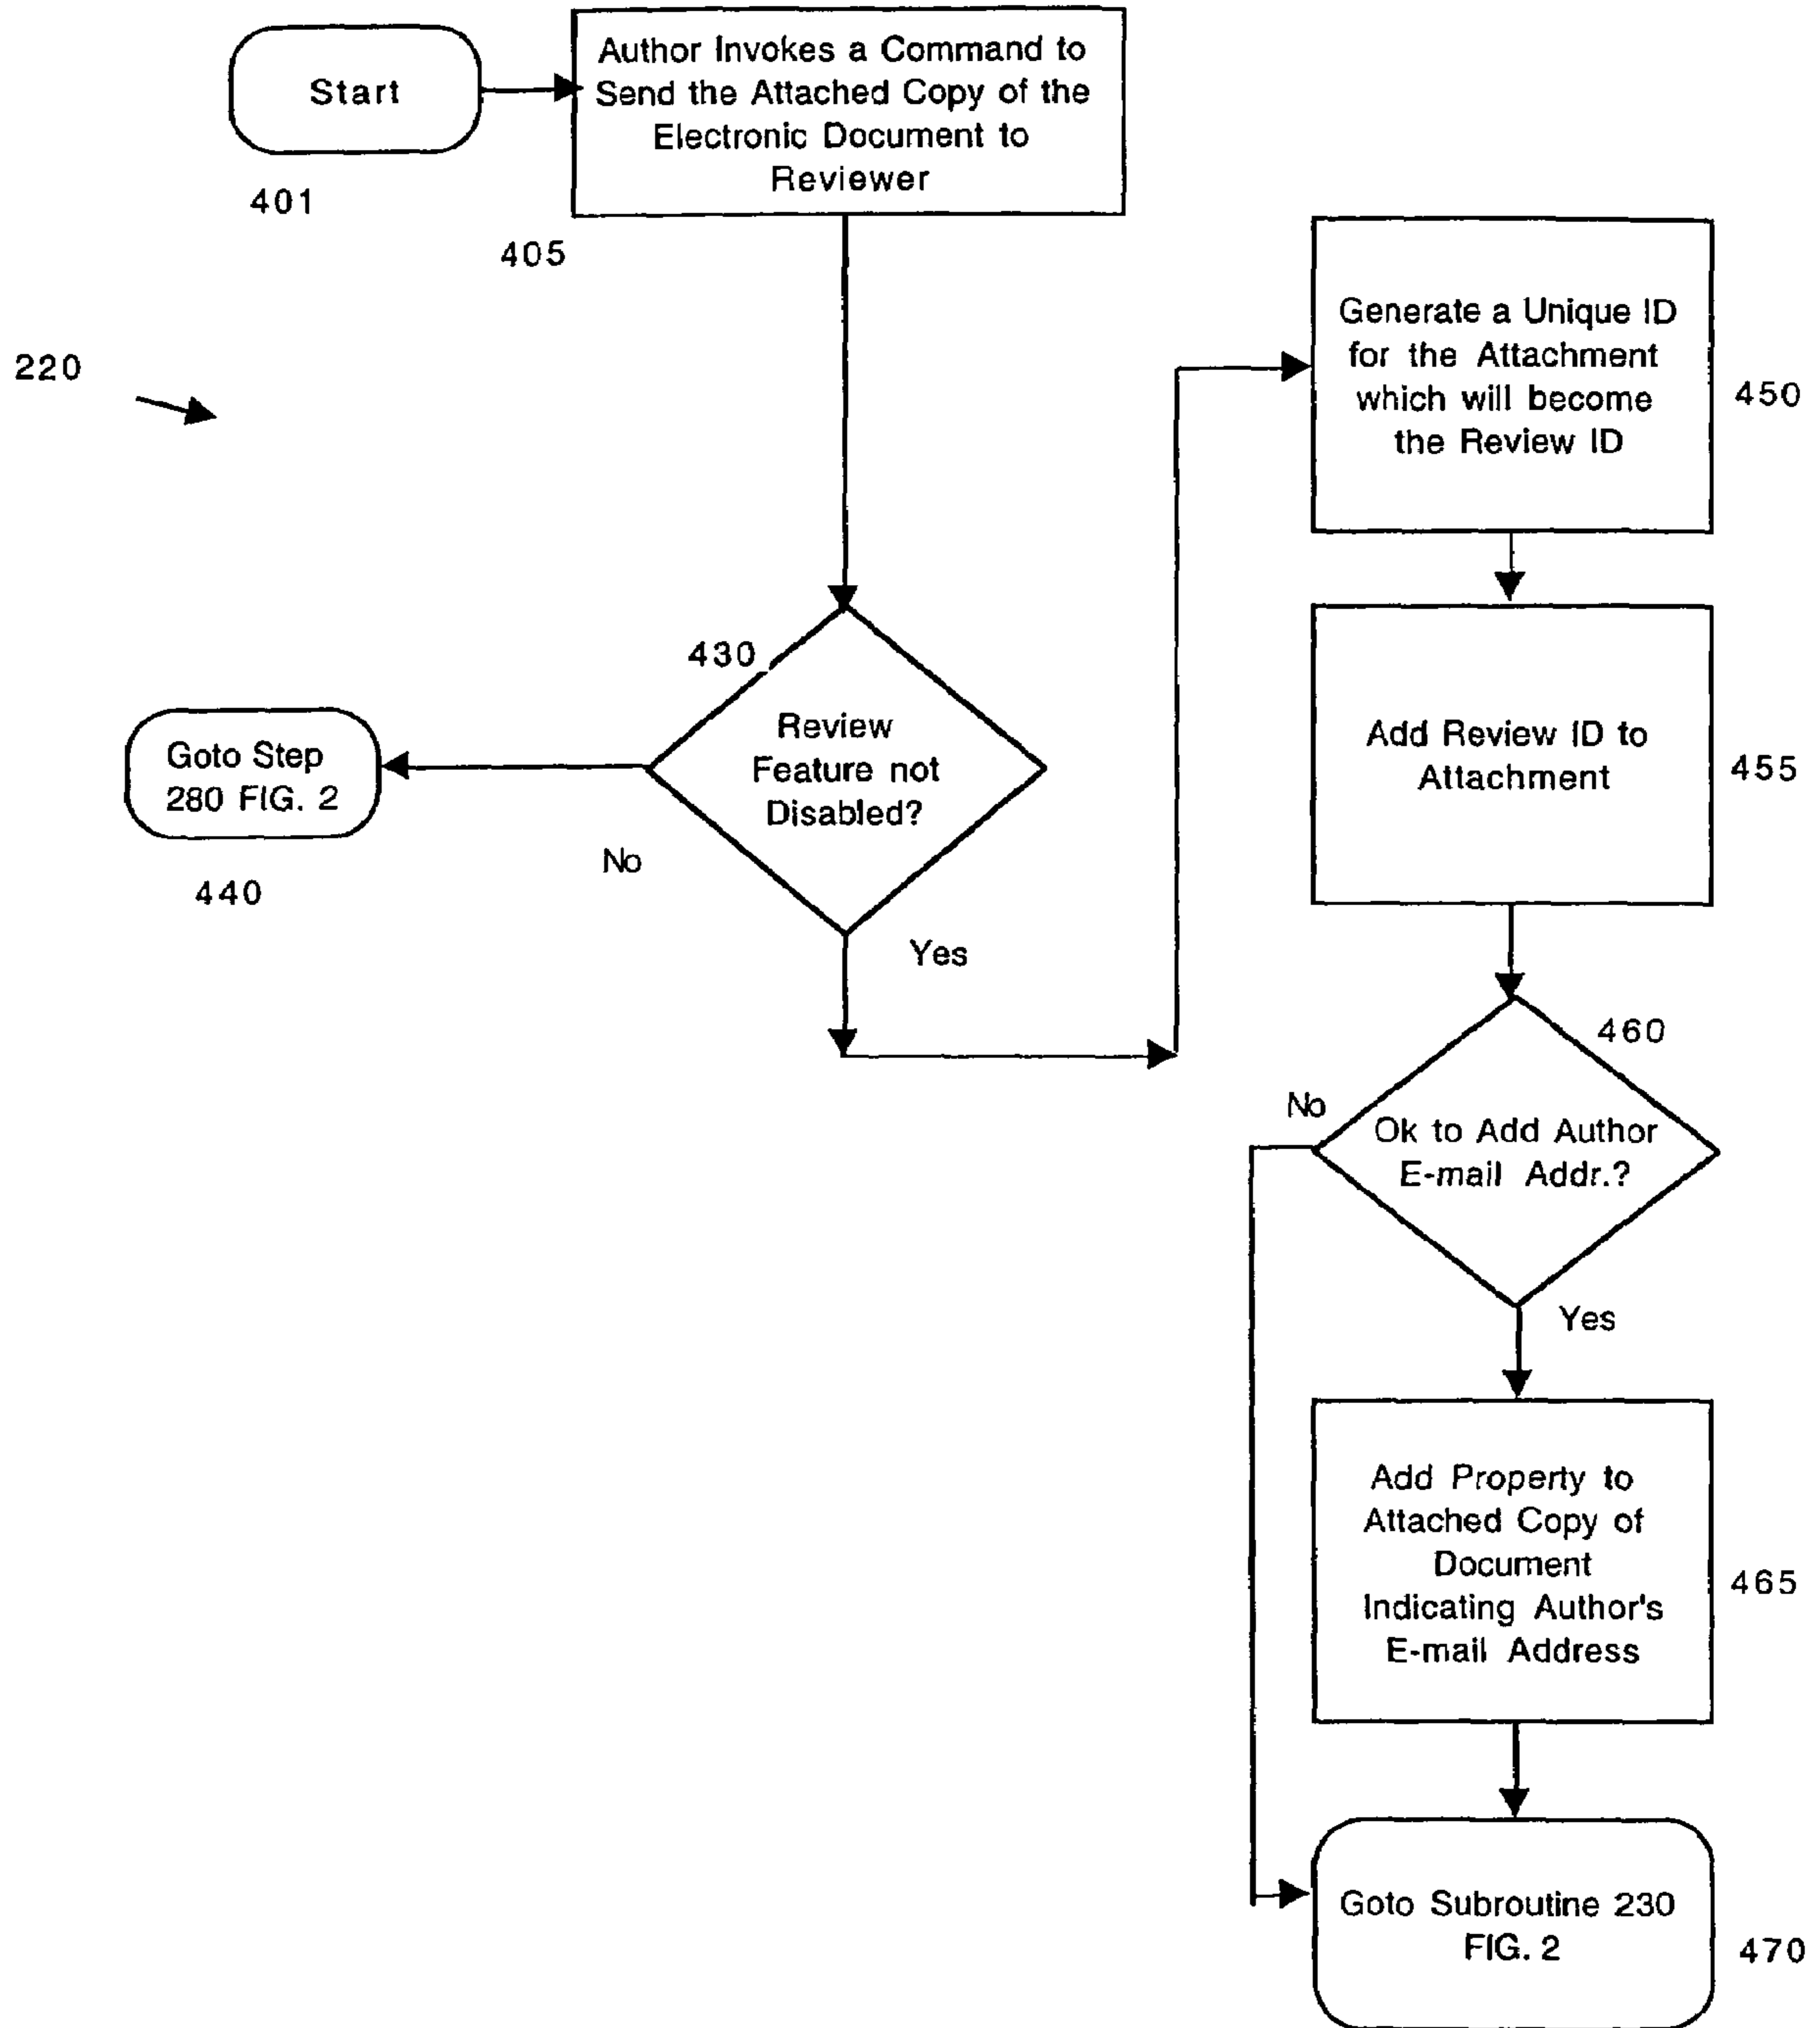 Start
401
Author Invokes a Command to
Send the Attached Copy of the
Electronic Document to
Reviewer
405
220
430
Review
Feature not
Disabled?
No
Yes
Goto Step
280 FIG. 2
440
Generate a Unique ID
for the Attachment
which will become
the Review ID
450
Add Review ID to
Attachment
455
460
Ok to Add Author
E-mail Addr.?
No
Yes
Add Property to
Attached Copy of
Document
Indicating Author's
E-mail Address
465
Goto Subroutine 230
FIG. 2
470